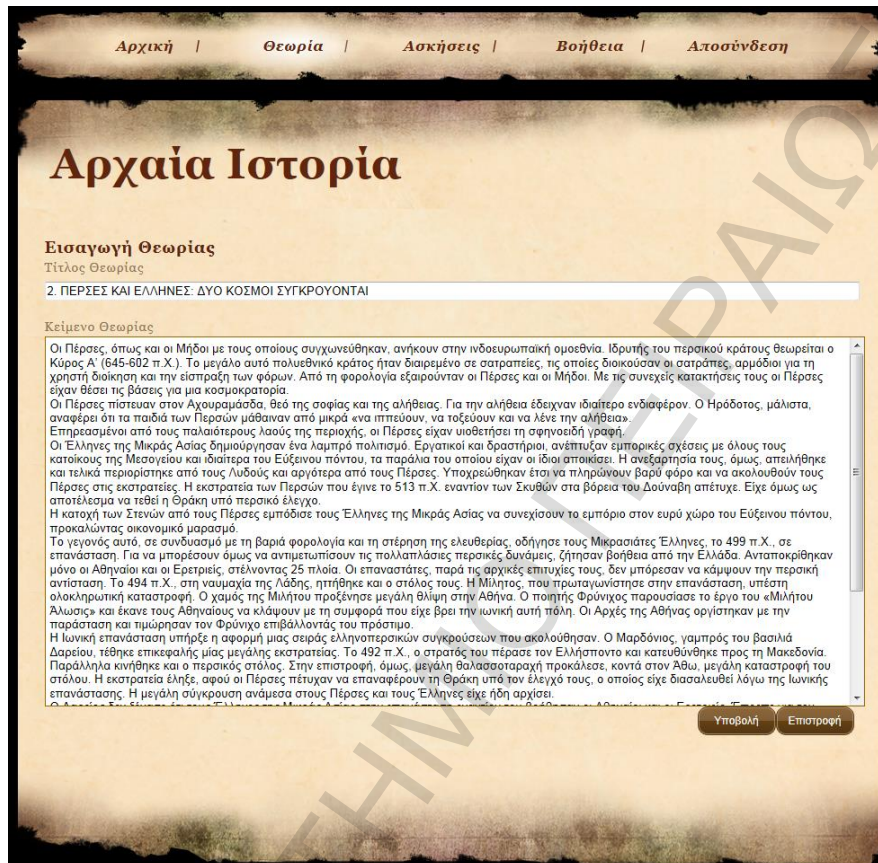 Αρχική | Θεωρία | Ασκήσεις | Βοήθεια | Αποσύνδεση
Αρχαία Ιστορία
Εισαγωγή Θεωρίας
Τίτλος Θεωρίας
2. ΠΕΡΣΕΣ ΚΑΙ ΕΛΛΗΝΕΣ: ΔΥΟ ΚΟΣΜΟΙ ΣΥΓΚΡΟΥΟΝΤΑΙ
Κείμενο Θεωρίας
Οι Πέρσες, όπως και οι Μήδοι με τους οποίους συγχωνεύθηκαν, ανήκουν στην ινδοευρωπαϊκή ομοεθνία. Ιδρυτής του περσικού κράτους θεωρείται ο
Κύρος Α' (645-602 π.Χ.). Το μεγάλο αυτό πολυεθνικό κράτος ήταν διαιρεμένο σε σατραπείες, τις οποίες διοικούσαν οι σατράπες, αρμόδιοι για τη
χρηστή διοίκηση και την είσπραξη των φόρων. Από τη φορολογία εξαιρούνταν οι Πέρσες και οι Μήδοι. Με τις συνεχείς κατακτήσεις τους οι Πέρσες
είχαν θέσει τις βάσεις για μια κοσμοκρατορία.
Οι Πέρσες πίστευαν στον Αχουραμάσδα, θεό της σοφίας και της αλήθειας. Για την αλήθεια έδειχναν ιδιαίτερο ενδιαφέρον. Ο Ηρόδοτος, μάλιστα,
αναφέρει ότι τα παιδιά των Περσών μάθαιναν από μικρά «να ιππεύουν, να τοξεύουν και να λένε την αλήθεια».
Επηρεασμένοι από τους παλαιότερους λαούς της περιοχής, οι Πέρσες είχαν υιοθετήσει τη σφηνοειδή γραφή.
Οι Έλληνες της Μικράς Ασίας δημιούργησαν ένα λαμπρό πολιτισμό. Εργατικοί και δραστήριοι, ανέπτυξαν εμπορικές σχέσεις με όλους τους
κατοίκους της Μεσογείου και ιδιαίτερα του Εύξεινου πόντου, τα παράλια του οποίου είχαν οι ίδιοι αποικίσει. Η ανεξαρτησία τους, όμως, απειλήθηκε
και τελικά περιορίστηκε από τους Λυδούς και αργότερα από τους Πέρσες. Υποχρεώθηκαν έτσι να πληρώνουν βαρύ φόρο και να ακολουθούν τους
Πέρσες στις εκστρατείες. Η εκστρατεία των Περσών που έγινε το 513 π.Χ. εναντίον των Σκυθών στα βόρεια του Δούναβη απέτυχε. Είχε όμως ως
αποτέλεσμα να τεθεί η Θράκη υπό περσικό έλεγχο.
Η κατοχή των Στενών από τους Πέρσες εμπόδισε τους Έλληνες της Μικράς Ασίας να συνεχίσουν το εμπόριο στον ευρύ χώρο του Εύξεινου πόντου,
προκαλώντας οικονομικό μαρασμό.
Το γεγονός αυτό, σε συνδυασμό με τη βαριά φορολογία και τη στέρηση της ελευθερίας, οδήγησε τους Μικρασιάτες Έλληνες, το 499 π.Χ., σε
επανάσταση. Για να μπορέσουν όμως να αντιμετωπίσουν τις πολλαπλάσιες περσικές δυνάμεις, ζήτησαν βοήθεια από την Ελλάδα. Ανταποκρίθηκαν
μόνο οι Αθηναίοι και οι Ερετριείς, στέλνοντας 25 πλοία. Οι επαναστάτες, παρά τις αρχικές επιτυχίες τους, δεν μπόρεσαν να κάμψουν την περσική
αντίσταση. Το 494 π.Χ., στη ναυμαχία της Λάδης, ηττήθηκε και ο στόλος τους. Η Μίλητος, που πρωταγωνίστησε στην επανάσταση, υπέστη
ολοκληρωτική καταστροφή. Ο χαμός της Μιλήτου προξένησε μεγάλη θλίψη στην Αθήνα. Ο ποιητής Φρύνιχος παρουσίασε το έργο του «Μιλήτου
Άλωσις» και έκανε τους Αθηναίους να κλάψουν με τη συμφορά που είχε βρει την ιωνική αυτή πόλη. Οι Αρχές της Αθήνας οργίστηκαν με την
παράσταση και τιμώρησαν τον Φρύνιχο επιβάλλοντάς του πρόστιμο.
Η Ιωνική επανάσταση υπήρξε η αφορμή μιας σειράς ελληνοπερσικών συγκρούσεων που ακολούθησαν. Ο Μαρδόνιος, γαμπρός του βασιλιά
Δαρείου, τέθηκε επικεφαλής μίας μεγάλης εκστρατείας. Το 492 π.Χ., ο στρατός του πέρασε τον Ελλήσποντο και κατευθύνθηκε προς τη Μακεδονία.
Παράλληλα κινήθηκε και ο περσικός στόλος. Στην επιστροφή, όμως, μεγάλη θαλασσοταραχή προκάλεσε, κοντά στον Άθω, μεγάλη καταστροφή του
στόλου. Η εκστρατεία έληξε, αφού οι Πέρσες πέτυχαν να επαναφέρουν τη Θράκη υπό τον έλεγχό τους, ο οποίος είχε διασαλευθεί λόγω της Ιωνικής
επανάστασης. Η μεγάλη σύγκρουση ανάμεσα στους Πέρσες και τους Έλληνες είχε ήδη αρχίσει.
Υποβολή Επιστροφή
ΣΤΗΜΙΟ ΠΕΙΡΑΙΩΣ